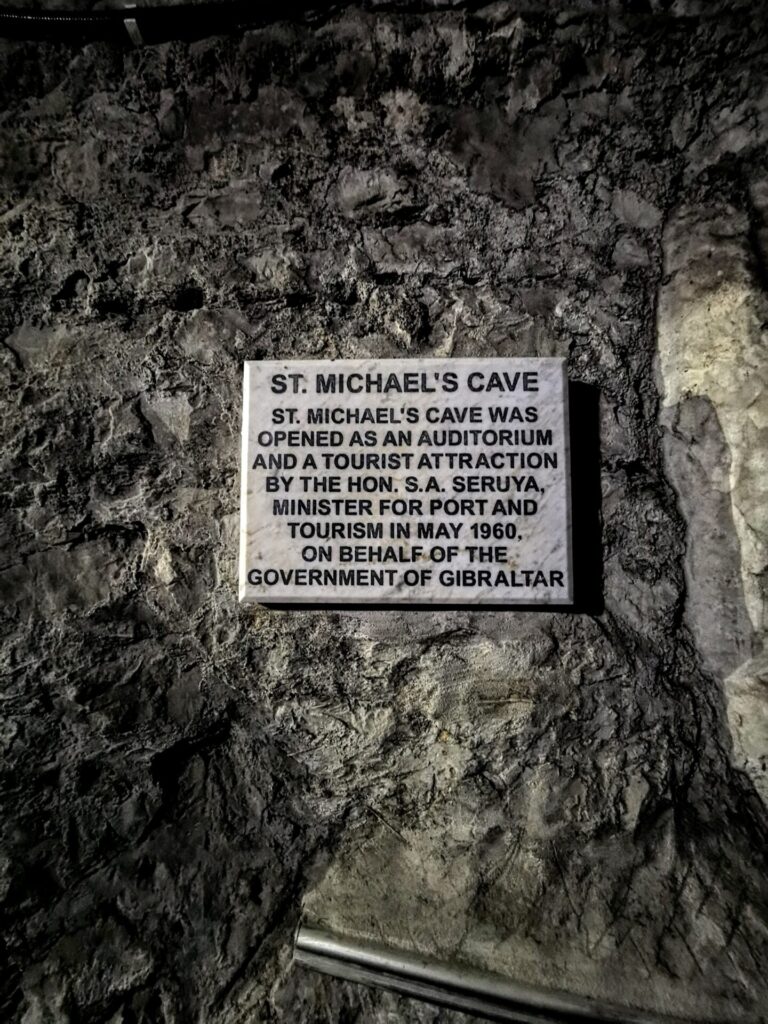 ST. MICHAEL'S CAVE
ST. MICHAEL'S CAVE WAS
OPENED AS AN AUDITORIUM
AND A TOURIST ATTRACTION
BY THE HON. S.A. SERUYA,
MINISTER FOR PORT AND
TOURISM IN MAY 1960,
ON BEHALF OF THE
GOVERNMENT OF GIBRALTAR